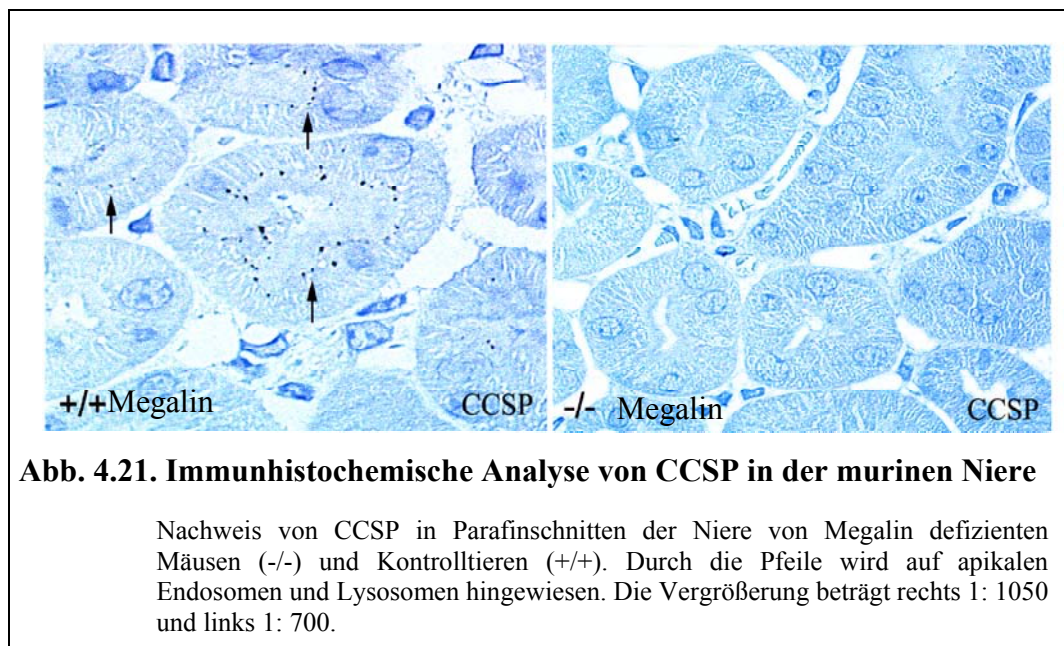 +/+Megalin CCSP -/- Megalin CCSP
Abb. 4.21. Immunhistochemische Analyse von CCSP in der murinen Niere
Nachweis von CCSP in Parafinschnitten der Niere von Megalin defizienten
Mäusen (-/-) und Kontrolltieren (+/+). Durch die Pfeile wird auf apikalen
Endosomen und Lysosomen hingewiesen. Die Vergrößerung beträgt rechts 1: 1050
und links 1: 700.